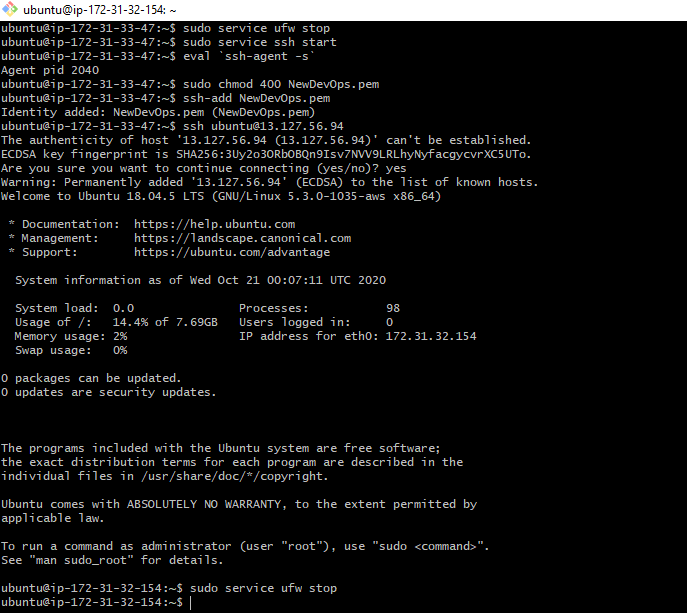 ubuntu@ip-172-31-32-154: ~
ubuntu@ip-172-31-33-47:~$ sudo service ufw stop
ubuntu@ip-172-31-33-47:~$ sudo service ssh start
ubuntu@ip-172-31-33-47:~$ eval `ssh-agent -s`
Agent pid 2040
ubuntu@ip-172-31-33-47:~$ sudo chmod 400 NewDevOps.pem
ubuntu@ip-172-31-33-47:~$ ssh-add NewDevOps.pem
Identity added: NewDevOps.pem (NewDevOps.pem)
ubuntu@ip-172-31-33-47:~$ ssh ubuntu@13.127.56.94
The authenticity of host '13.127.56.94 (13.127.56.94)' can't be established.
ECDSA key fingerprint is SHA256:3Uy2o3ORbOBQn9Isv7NVV9LRLhyNyfacgycvrXC5UTo.
Are you sure you want to continue connecting (yes/no)? yes
Warning: Permanently added '13.127.56.94' (ECDSA) to the list of known hosts.
Welcome to Ubuntu 18.04.5 LTS (GNU/Linux 5.3.0-1035-aws x86_64)
* Documentation:  https://help.ubuntu.com
* Management:     https://landscape.canonical.com
* Support:        https://ubuntu.com/advantage
System information as of Wed Oct 21 00:07:11 UTC 2020
System load:  0.0               Processes:           98
Usage of /:   14.4% of 7.69GB   Users logged in:     0
Memory usage: 2%                IP address for eth0: 172.31.32.154
Swap usage:   0%
0 packages can be updated.
0 updates are security updates.
The programs included with the Ubuntu system are free software;
the exact distribution terms for each program are described in the
individual files in /usr/share/doc/*/copyright.
Ubuntu comes with ABSOLUTELY NO WARRANTY, to the extent permitted by
applicable law.
To run a command as administrator (user "root"), use "sudo <command>".
See "man sudo_root" for details.
ubuntu@ip-172-31-32-154:~$ sudo service ufw stop
ubuntu@ip-172-31-32-154:~$